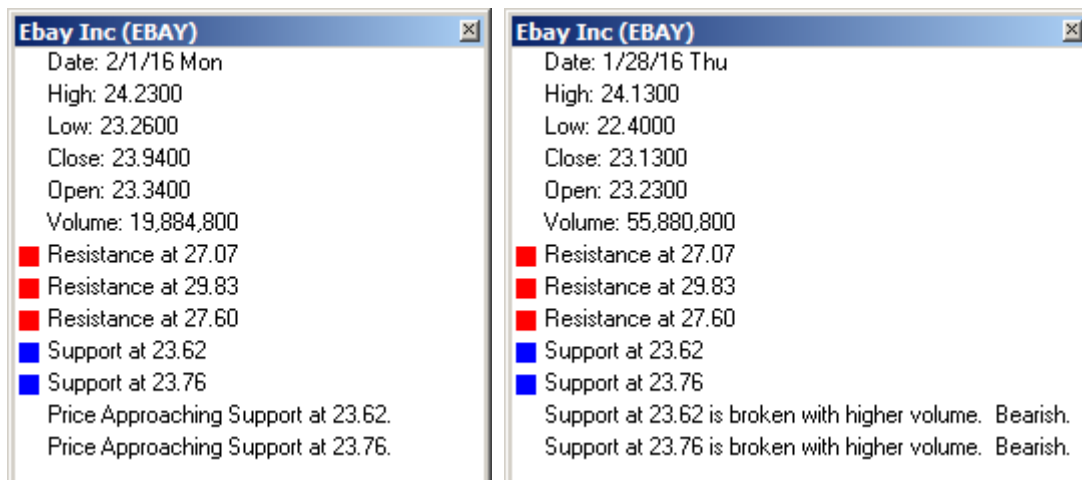 Ebay Inc (EBAY)
Date: 2/1/16 Mon
High: 24.2300
Low: 23.2600
Close: 23.9400
Open: 23.3400
Volume: 19,884,800
Resistance at 27.07
Resistance at 29.83
Resistance at 27.60
Support at 23.62
Support at 23.76
Price Approaching Support at 23.62.
Price Approaching Support at 23.76.
Ebay Inc (EBAY)
Date: 1/28/16 Thu
High: 24.1300
Low: 22.4000
Close: 23.1300
Open: 23.2300
Volume: 55,880,800
Resistance at 27.07
Resistance at 29.83
Resistance at 27.60
Support at 23.62
Support at 23.76
Support at 23.62 is broken with higher volume.  Bearish.
Support at 23.76 is broken with higher volume.  Bearish.